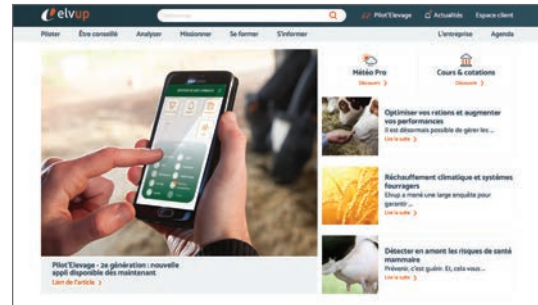 elvup
Pilot'Elevage
Actualités
Espace client
Piloter
Être conseillé
Analyser
Missionner
Se former
S'informer
L'entreprise
Agenda
Météo Pro
Découvrir >
Cours & cotations
Découvrir >
Optimiser vos rations et augmenter
vos performances
Il est désormais possible de gérer les ...
Lire la suite >
Réchauffement climatique et systèmes
fourragers
Elvup a mené une large enquête pour
garantir ...
Lire la suite >
Détecter en amont les risques de santé
mammaire
Prévenir, c'est guérir. Et, cela vous...
Lire la suite >
Pilot'Elevage - 2e génération : nouvelle
appli disponible dès maintenant
Lien de l'article >